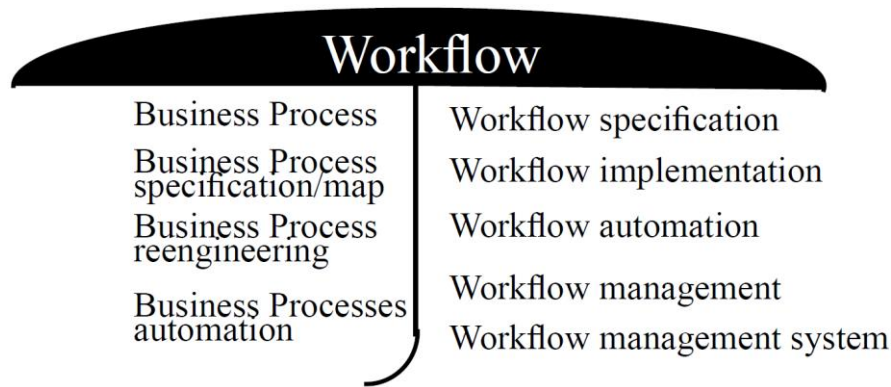 Workflow
Business Process
Business Process
specification/map
Business Process
reengineering
Business Processes
automation
Workflow specification
Workflow implementation
Workflow automation
Workflow management
Workflow management system